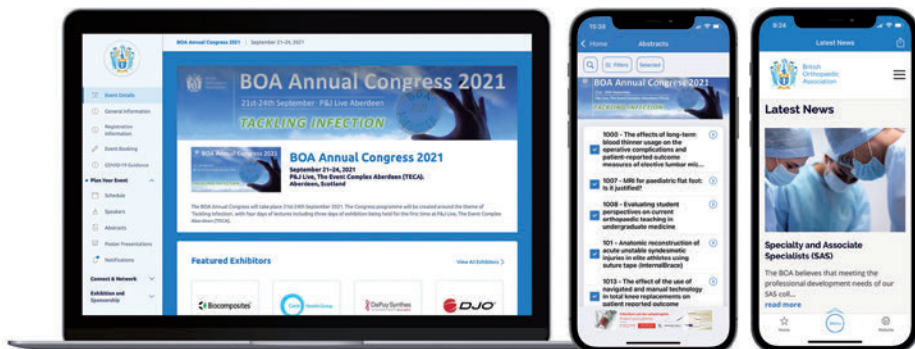 BOA Annual Congress 2021 | September 21-24, 2021
Event Details
General Information
Registration
Information
Event Booking
COVID-19 Guidance
Plan Your Event
Schedule
Speakers
Abstracts
Poster Presentations
Notifications
Connect & Network
Exhibition and
Sponsorship
BOA Annual Congress 2021
21st-24th September · P&J Live Aberdeen
TACKLING INFECTION
BOA Annual Congress 2021
TACKLING INFECTION
BOA Annual Congress 2021
September 21-24, 2021
P&J Live, The Event Complex Aberdeen (TECA).
Aberdeen, Scotland
The BOA Annual Congress will take place 21st-24th September 2021. The Congress programme will be created around the theme of
'Tackling Infection', with four days of lectures including three days of exhibition being held for the first time at P&J Live, The Event Complex
Aberdeen (TECA).
Featured Exhibitors
View All Exhibitors >
Biocomposites
DePuy Synthes
DJO
15:38
Home
Abstracts
Filters
Selected
BOA Annual Congress 2021
TACKLING INFECTION
1000 - The effects of long-term
blood thinner usage on the
operative complications and
patient-reported outcome
measures of elective lumbar mic...
1007 - MRI for paediatric flat foot:
Is it justified?
1008 - Evaluating student
perspectives on current
orthopaedic teaching in
undergraduate medicine
101 - Anatomic reconstruction of
acute unstable syndesmotic
injuries in elite athletes using
suture tape (InternalBrace)
1013 - The effect of the use of
navigated and manual technology
in total knee replacements on
patient reported outcome
9:24
Latest News
British
Orthopaedic
Association
Latest News
Specialty and Associate
Specialists (SAS)
The BOA believes that meeting the
professional development needs of our
SAS coll...
read more
Home
Menu
Website